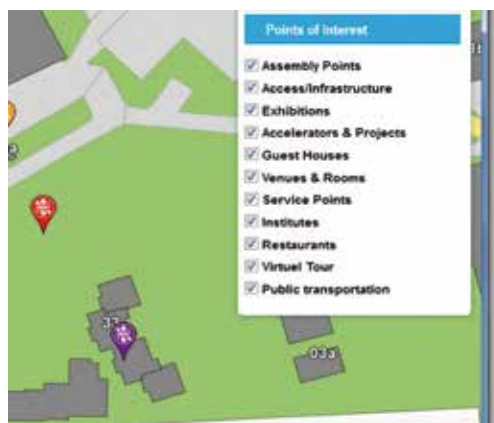 Points of Interest
Assembly Points
Access/Infrastructure
Exhibitions
Accelerators & Projects
Guest Houses
Venues & Rooms
Service Points
Institutes
Restaurants
Virtuel Tour
Public transportation
33
03a